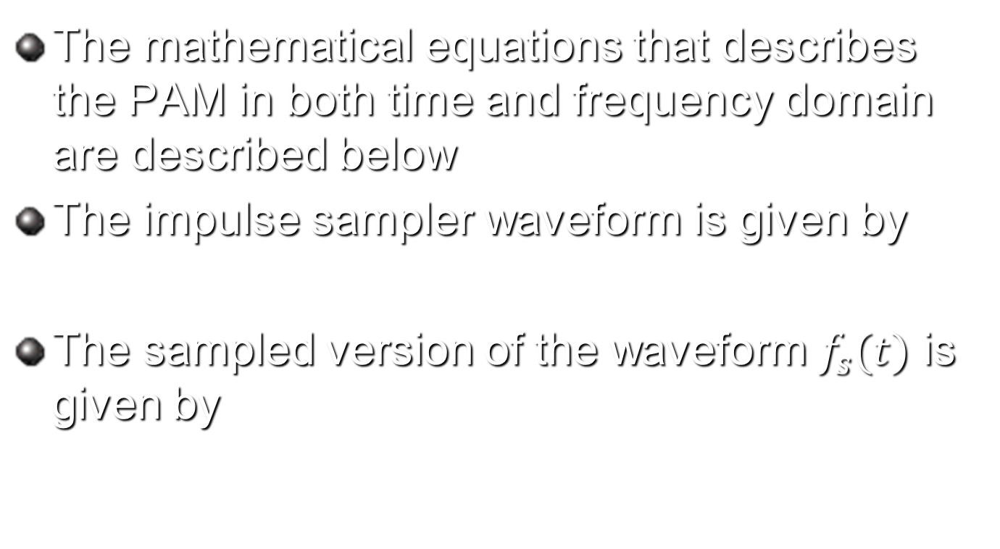 The mathematical equations that describes
the PAM in both time and frequency domain
are described below
The impulse sampler waveform is given by
The sampled version of the waveform fₛ(t) is
given by